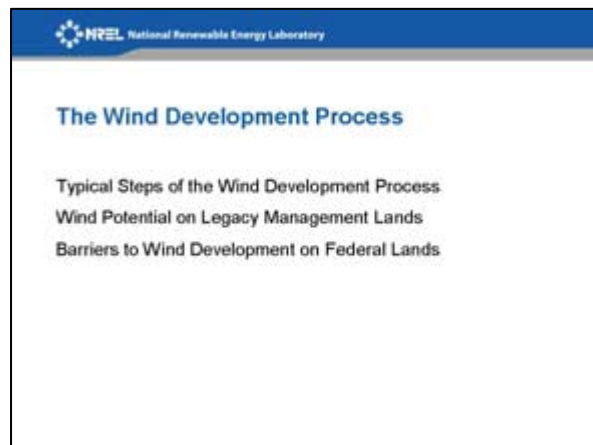 NREL National Renewable Energy Laboratory
The Wind Development Process
Typical Steps of the Wind Development Process
Wind Potential on Legacy Management Lands
Barriers to Wind Development on Federal Lands